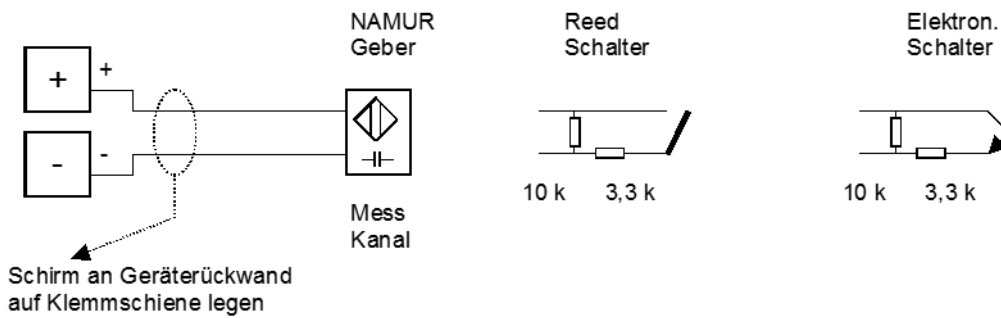 NAMUR
Geber
Reed
Schalter
Elektron.
Schalter
+
+
-
-
10 k
3,3 k
10 k
3,3 k
Mess
Kanal
Schirm an Geräterückwand
auf Klemmschiene legen